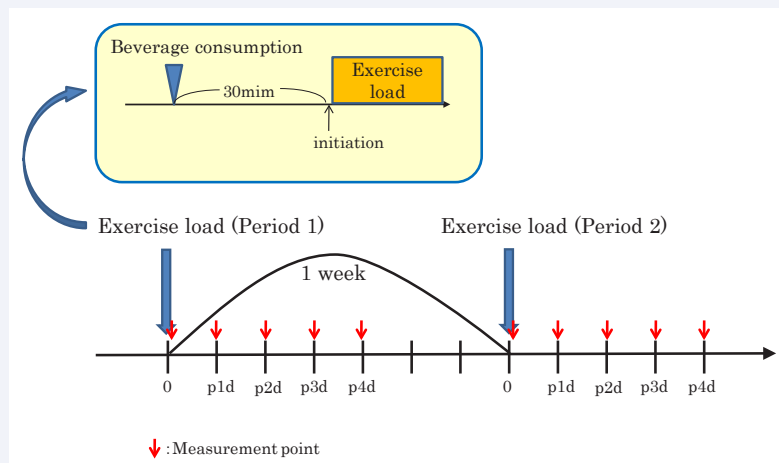 Beverage consumption
30mim
Exercise
load
initiation
Exercise load (Period 1)
Exercise load (Period 2)
1 week
0 p1d p2d p3d p4d 0 p1d p2d p3d p4d
: Measurement point